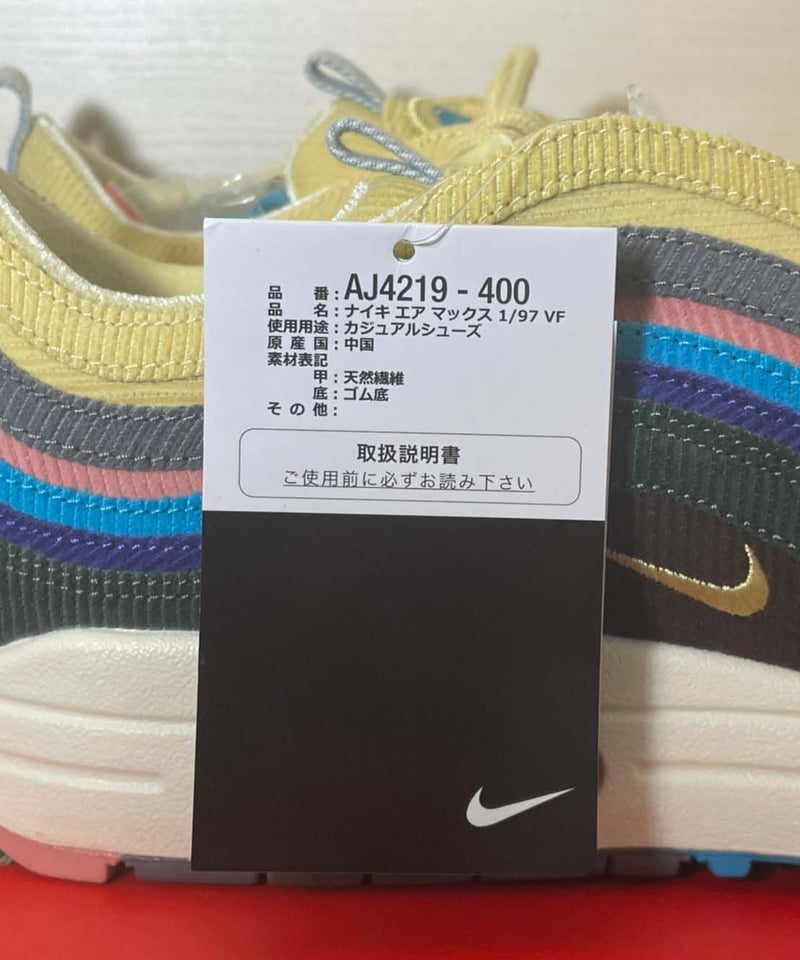 品番：AJ4219 - 400
品名：ナイキ エア マックス 1/97 VF
使用用途：カジュアルシューズ
原産国：中国
素材表記
甲：天然繊維
底：ゴム底
その他：
取扱説明書
ご使用前に必ずお読み下さい